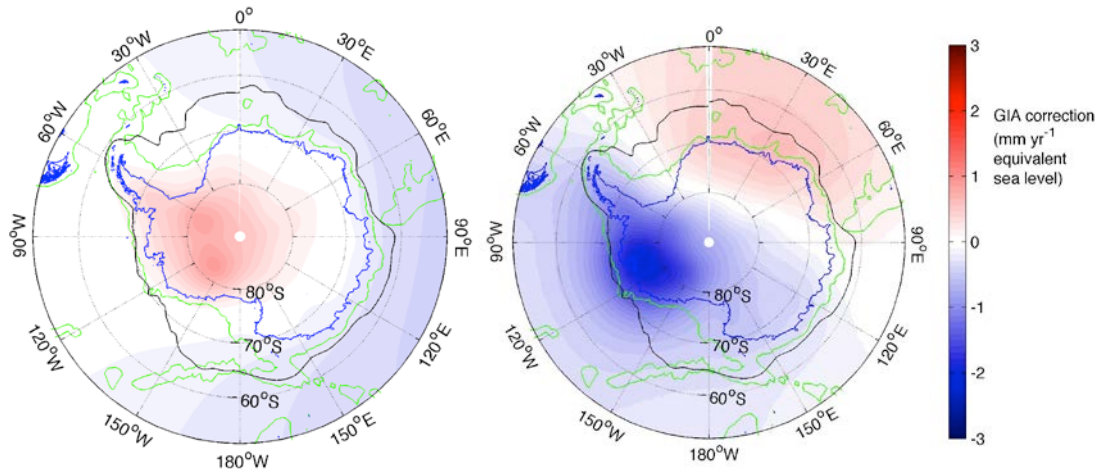 0°
30°E
60°E
90°E
120°E
150°E
180°W
150°W
120°W
90°W
60°W
30°W
80°S
70°S
60°S
0°
30°E
60°E
90°E
120°E
150°E
180°W
150°W
120°W
90°W
60°W
30°W
80°S
70°S
60°S
3
2
1
0
-1
-2
-3
GIA correction
(mm yr⁻¹
equivalent
sea level)